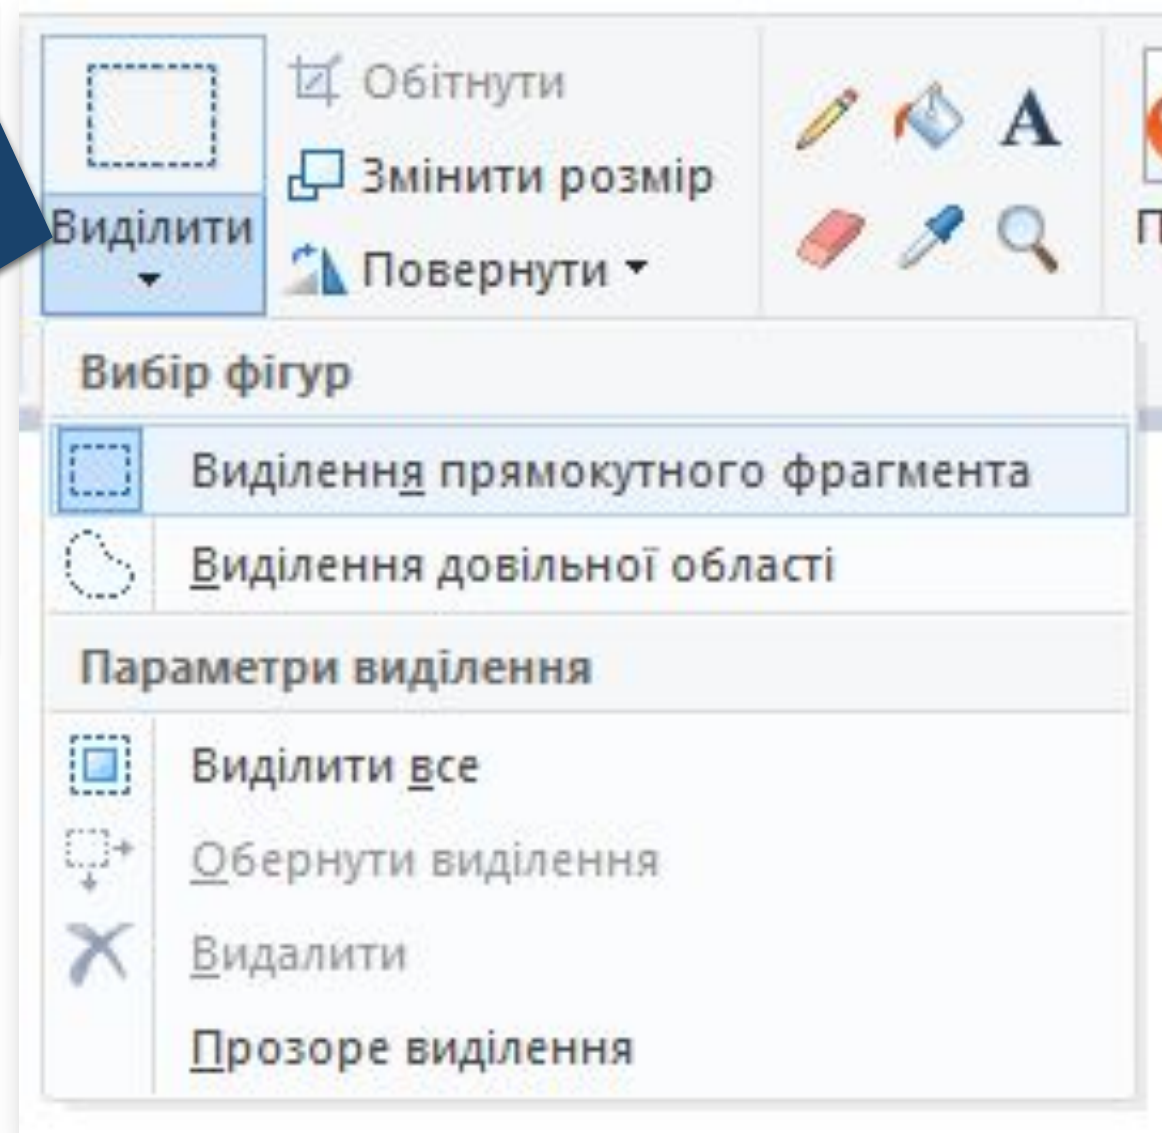 Обітнути
Змінити розмір
Виділити
Повернути
Вибір фігур
Виділення прямокутного фрагмента
Виділення довільної області
Параметри виділення
Виділити все
Обернути виділення
Видалити
Прозоре виділення